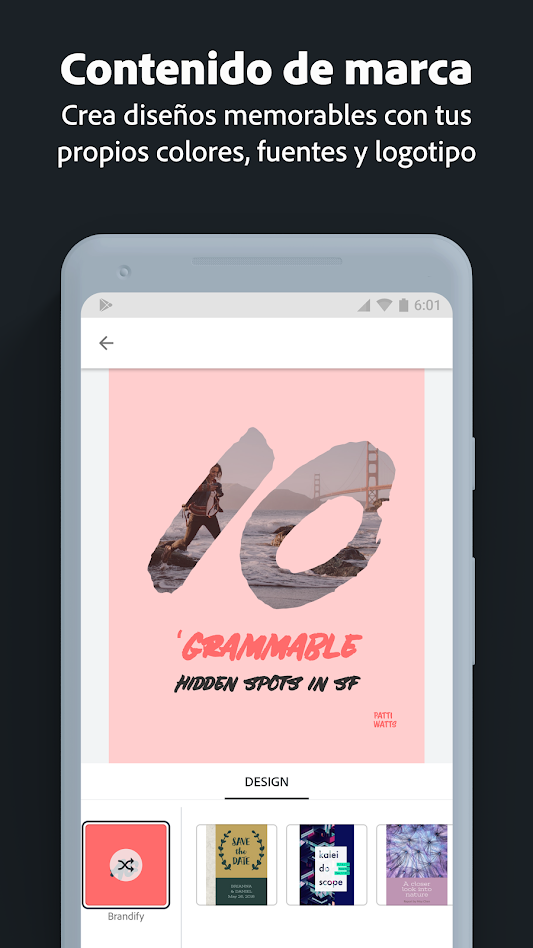 Contenido de marca
Crea diseños memorables con tus
propios colores, fuentes y logotipo
6:01
10
'GRAMMABLE
HIDDEN SPOTS IN SF
PATTI
WATTS
DESIGN
Brandify
SAVE
the
DATE
BREANNA
& DANIEL
kalei
do
scope
A closer
look into
nature